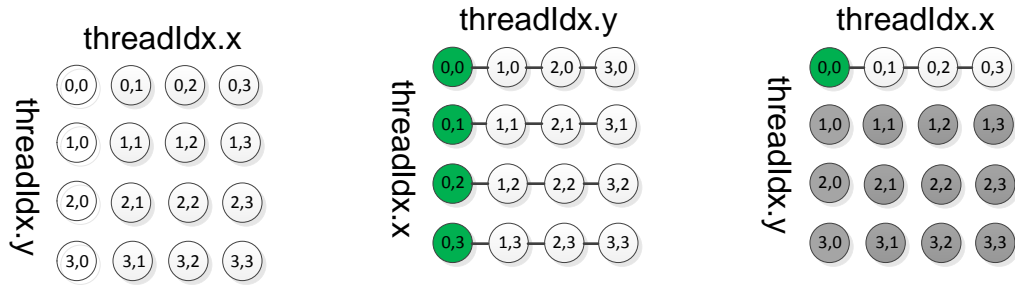 threadIdx.x
threadIdx.y
0,0 0,1 0,2 0,3
1,0 1,1 1,2 1,3
2,0 2,1 2,2 2,3
3,0 3,1 3,2 3,3
threadIdx.y
threadIdx.x
0,0 1,0 2,0 3,0
0,1 1,1 2,1 3,1
0,2 1,2 2,2 3,2
0,3 1,3 2,3 3,3
threadIdx.x
threadIdx.y
0,0 0,1 0,2 0,3
1,0 1,1 1,2 1,3
2,0 2,1 2,2 2,3
3,0 3,1 3,2 3,3